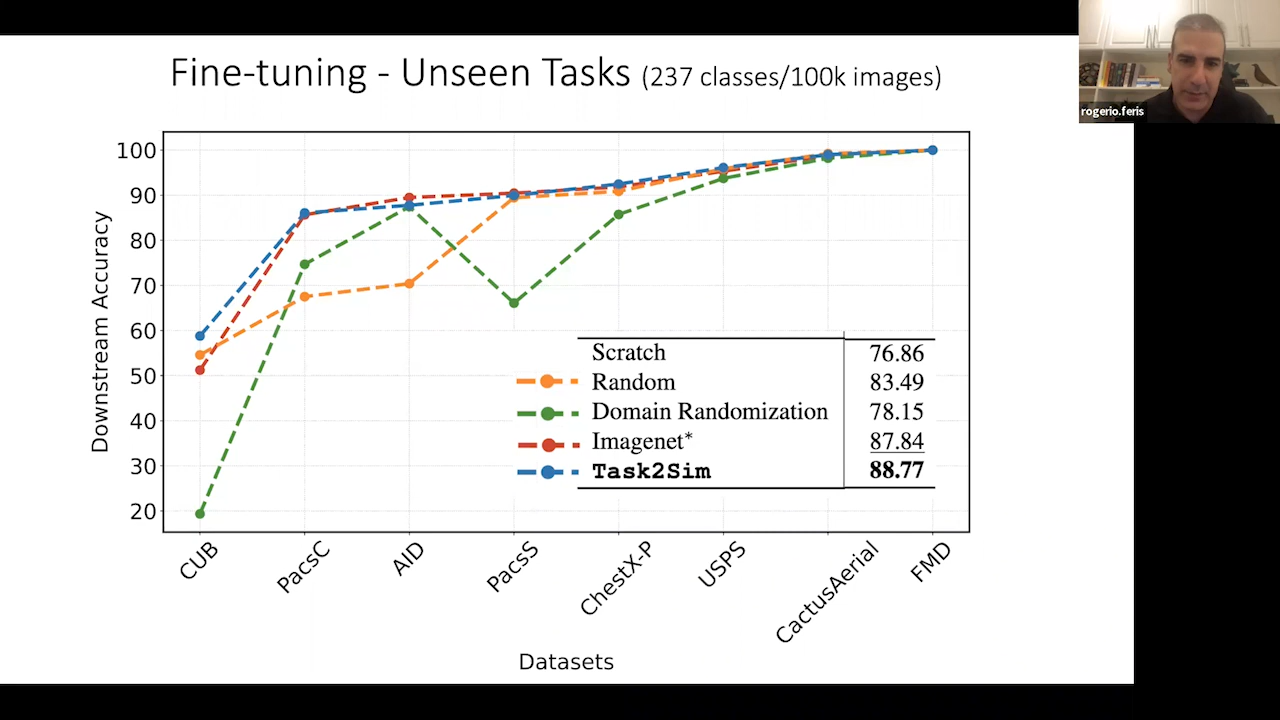 Fine-tuning - Unseen Tasks (237 classes/100k images)
rogerio.feris
100
90
80
70
60
50
40
30
20
Downstream Accuracy
Scratch 76.86
Random 83.49
Domain Randomization 78.15
Imagenet* 87.84
Task2Sim 88.77
CUB
PacsC
AID
PacsS
ChestX-P
USPS
CactusAerial
FMD
Datasets